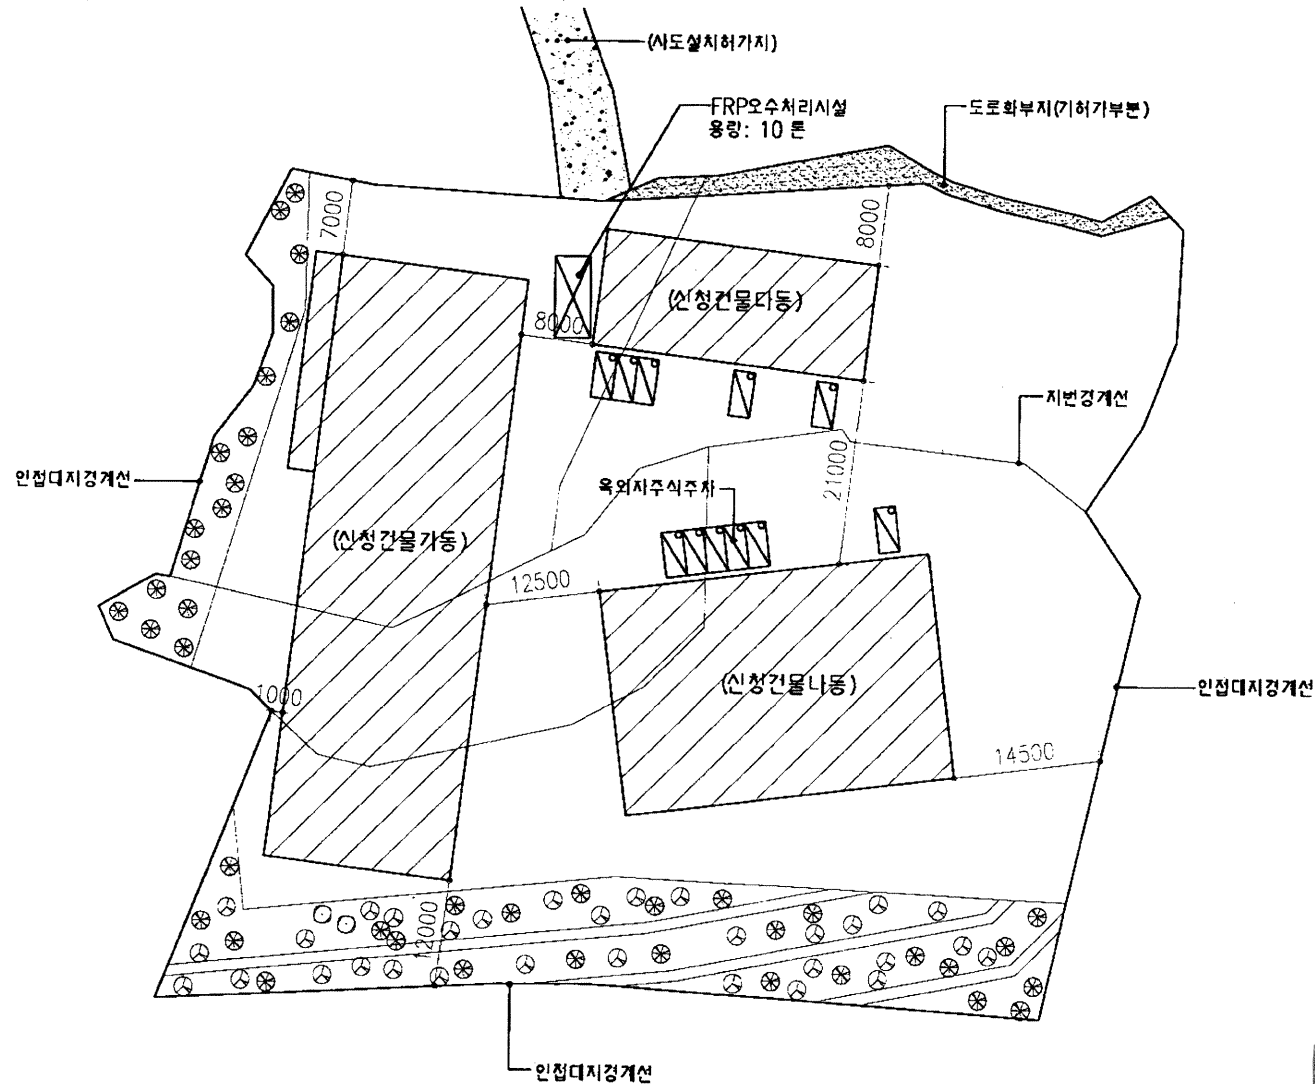 (사도설치허가지)
FRP오수처리시설
용량: 10 톤
도로화부지(기허가부분)
7000
8000
(신청건물다동)
8000
지번경계선
인접대지경계선
21000
옥외자주식주차
(신청건물가동)
12500
(신청건물나동)
인접대지경계선
1000
14500
12000
인접대지경계선